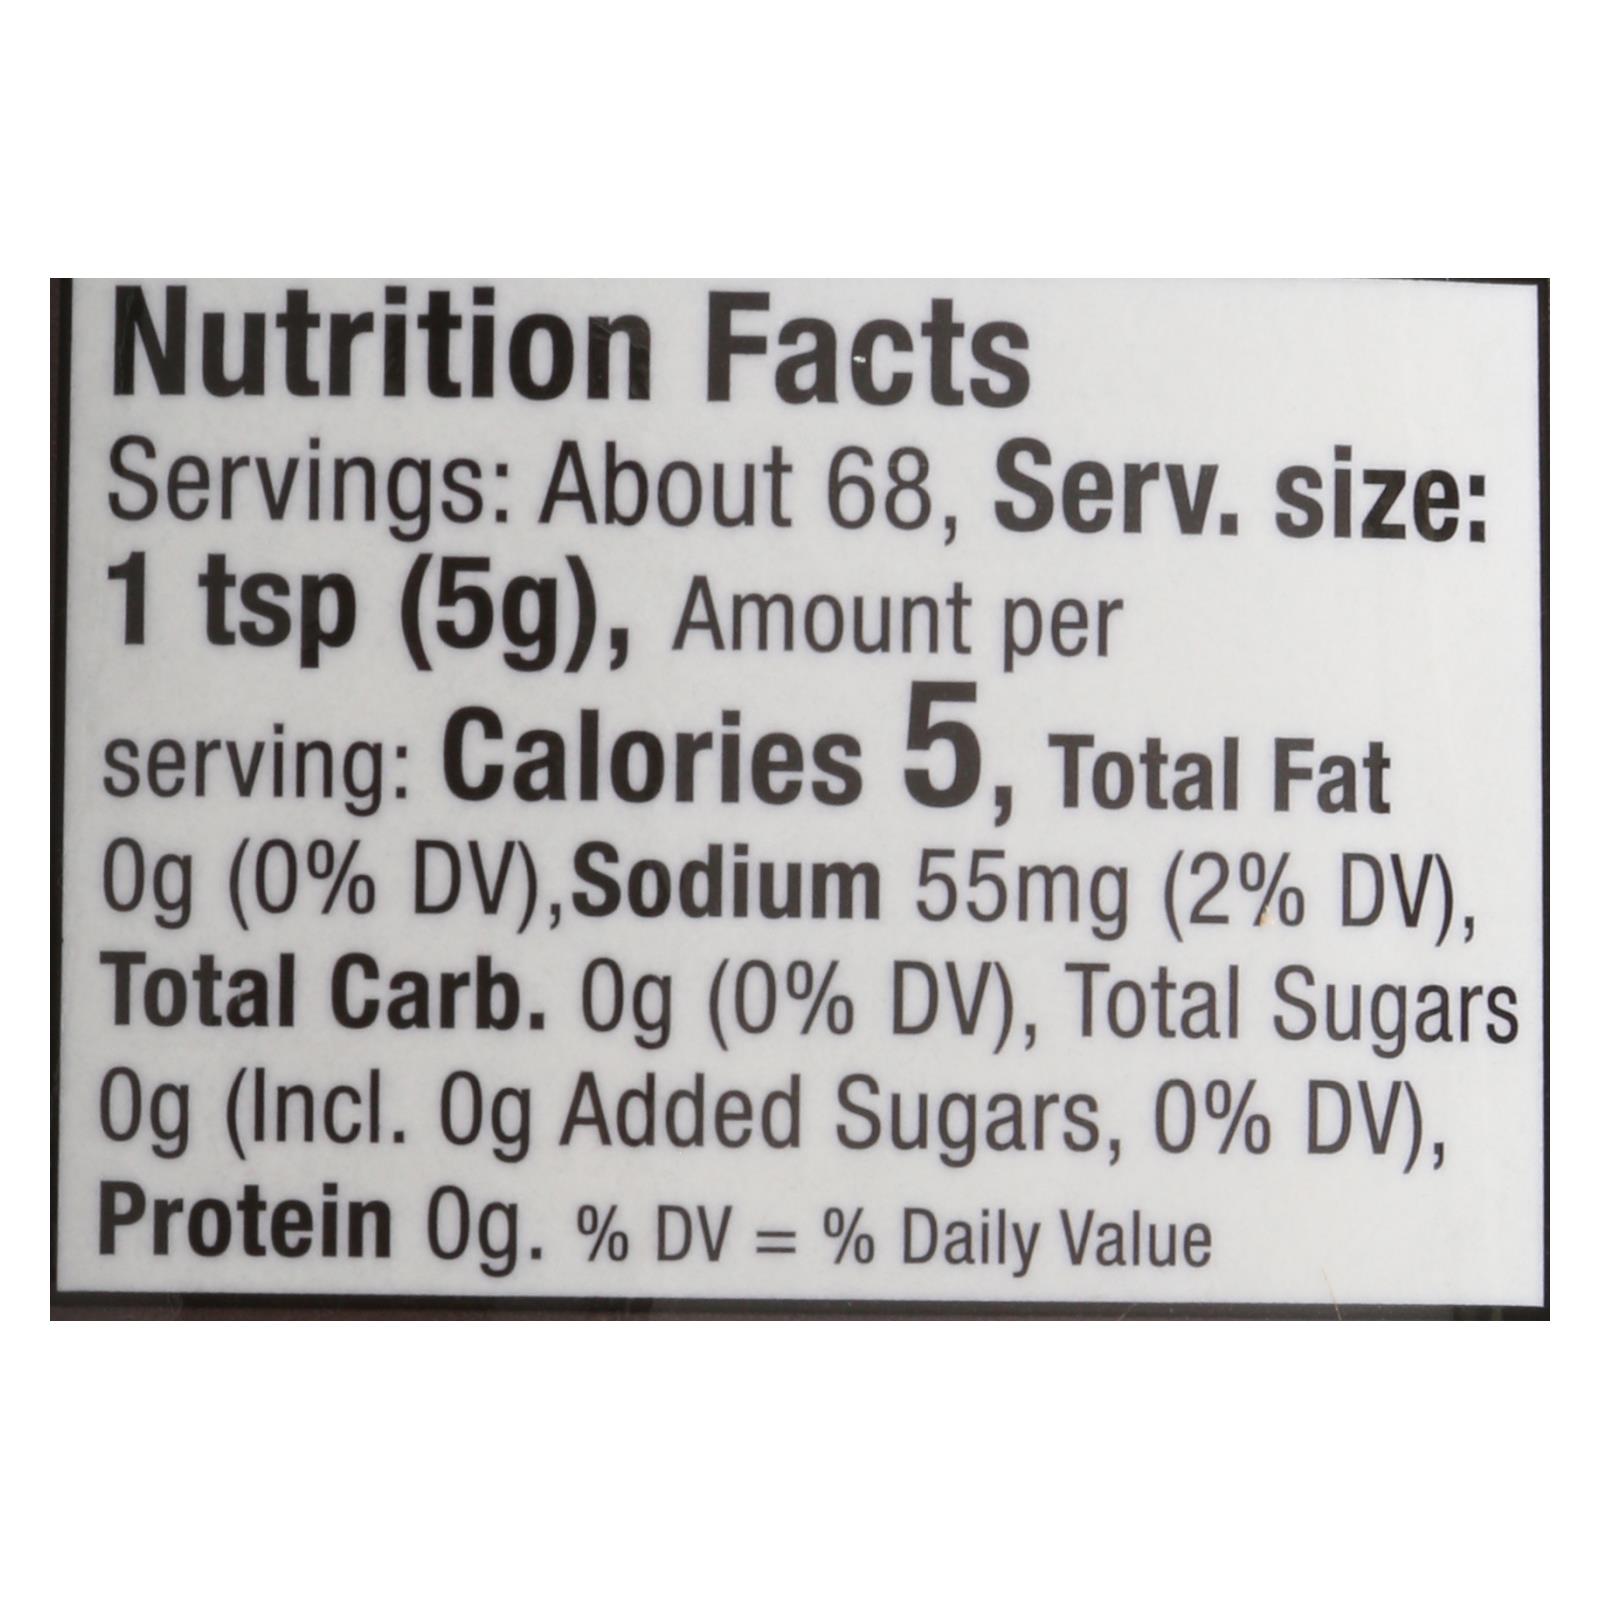 Nutrition Facts
Servings: About 68, Serv. size:
1 tsp (5g), Amount per
serving: Calories 5, Total Fat
0g (0% DV),Sodium 55mg (2% DV),
Total Carb. 0g (0% DV), Total Sugars
0g (Incl. 0g Added Sugars, 0% DV),
Protein 0g. % DV = % Daily Value